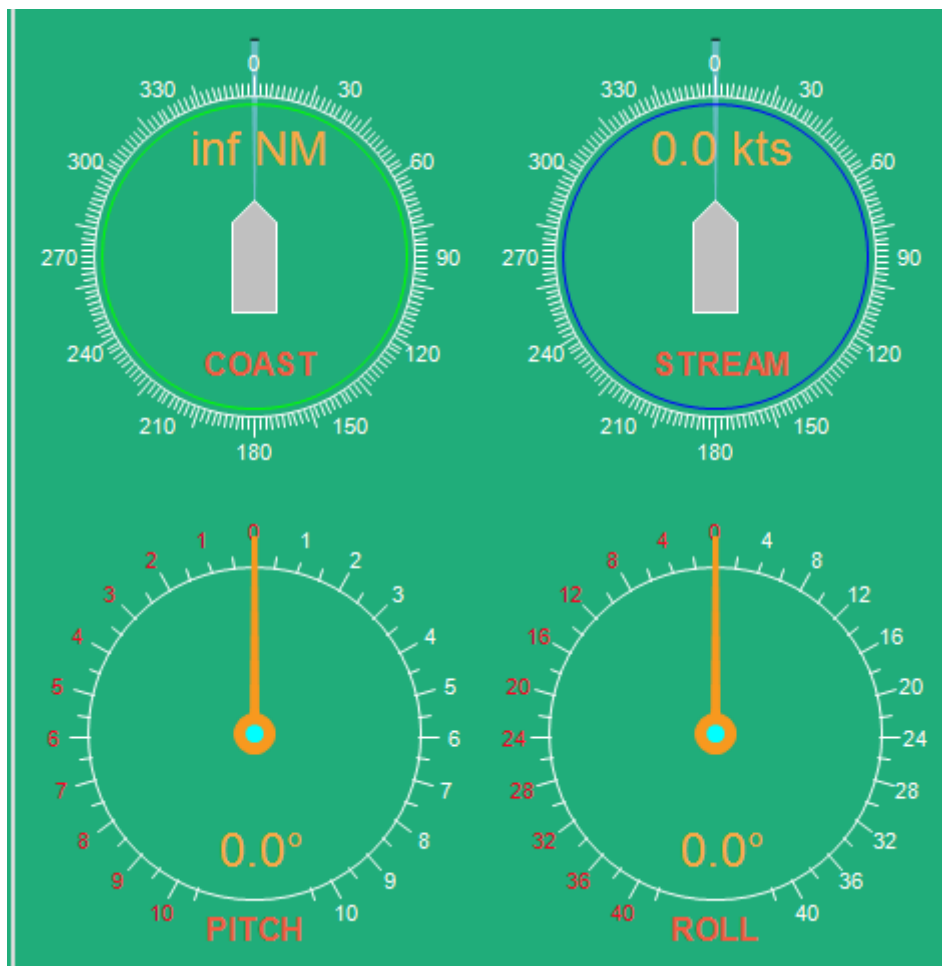 0 0
330 30 330 30
inf NM 0.0 kts
300 60 300 60
270 90 270 90
240 120 240 120
COAST STREAM
210 150 210 150
180 180
0 0
1 1 4 4
2 2 8 8
3 3 12 12
4 4 16 16
5 5 20 20
6 6 24 24
7 7 28 28
8 8 32 32
0.0° 0.0°
9 9 36 36
10 10 40 40
PITCH ROLL